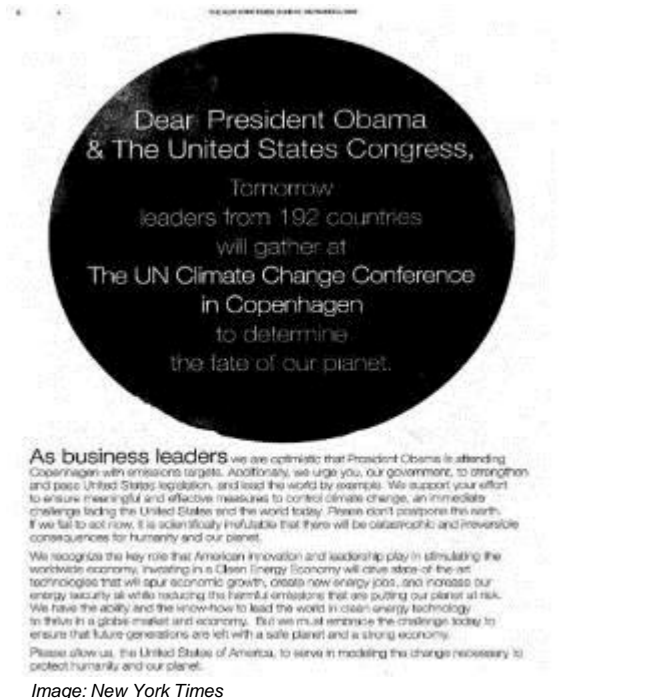 Dear President Obama
& The United States Congress,
Tomorrow
leaders from 192 countries
will gather at
The UN Climate Change Conference
in Copenhagen
to determine
the fate of our planet.
As business leaders we are optimistic that President Obama is attending
Copenhagen with emissions targets. Additionally, we urge you, our government, to strengthen
and pass United States legislation, and lead the world by example. We support your effort
to ensure meaningful and effective measures to control climate change, an immediate
challenge facing the United States and the world today. Please don't postpone the earth.
If we fail to act now, it is scientifically irrefutable that there will be catastrophic and irreversible
consequences for humanity and our planet.
We recognize the key role that American innovation and leadership play in stimulating the
worldwide economy. Investing in a Clean Energy Economy will drive state-of-the-art
technologies that will spur economic growth, create new energy jobs, and increase our
energy security all while reducing the harmful emissions that are putting our planet at risk.
We have the ability and the know-how to lead the world in clean energy technology
to thrive in a global market and economy. But we must embrace the challenge today to
ensure that future generations are left with a safe planet and a strong economy.
Please allow us, the United States of America, to serve in modeling the change necessary to
protect humanity and our planet.
Image: New York Times